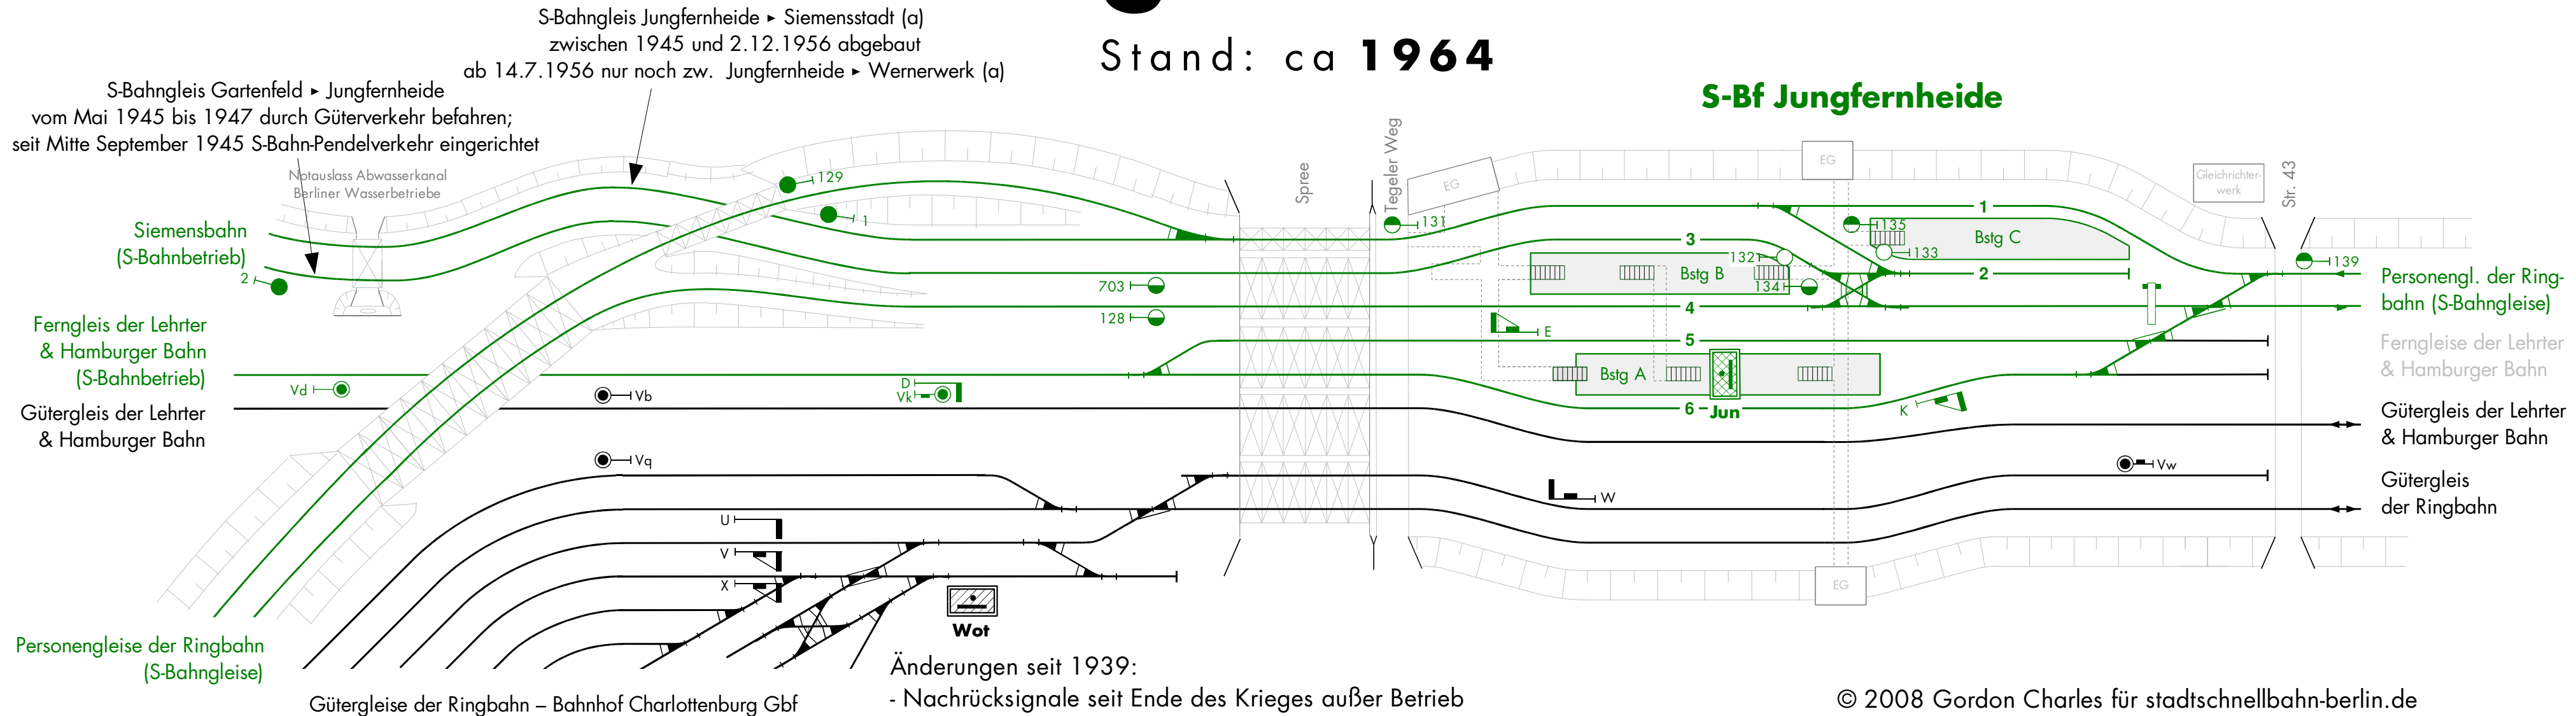 S-Bahngleis Jungfernheide ▸ Siemensstadt (a)
zwischen 1945 und 2.12.1956 abgebaut
ab 14.7.1956 nur noch zw. Jungfernheide ▸ Wernerwerk (a)
Stand: ca 1964
S-Bahngleis Gartenfeld ▸ Jungfernheide
vom Mai 1945 bis 1947 durch Güterverkehr befahren;
seit Mitte September 1945 S-Bahn-Pendelverkehr eingerichtet
S-Bf Jungfernheide
Notauslass Abwasserkanal
Berliner Wasserbetriebe
Siemensbahn
(S-Bahnbetrieb)
2
129
1
Spree
Tegeler Weg
131
EG
EG
Gleichrichter-
werk
Str. 43
1
135
Bstg C
133
3
132
Bstg B
134
2
139
703
128
4
E
5
Bstg A
6
Jun
K
Personengl. der Ring-
bahn (S-Bahngleise)
Ferngleise der Lehrter
& Hamburger Bahn
Gütergleis der Lehrter
& Hamburger Bahn
Gütergleis
der Ringbahn
Ferngleis der Lehrter
& Hamburger Bahn
(S-Bahnbetrieb)
Gütergleis der Lehrter
& Hamburger Bahn
Vd
Vb
D
Vk
Vq
Vw
W
U
V
X
EG
Wot
Personengleise der Ringbahn
(S-Bahngleise)
Gütergleise der Ringbahn – Bahnhof Charlottenburg Gbf
Änderungen seit 1939:
- Nachrücksignale seit Ende des Krieges außer Betrieb
© 2008 Gordon Charles für stadtschnellbahn-berlin.de